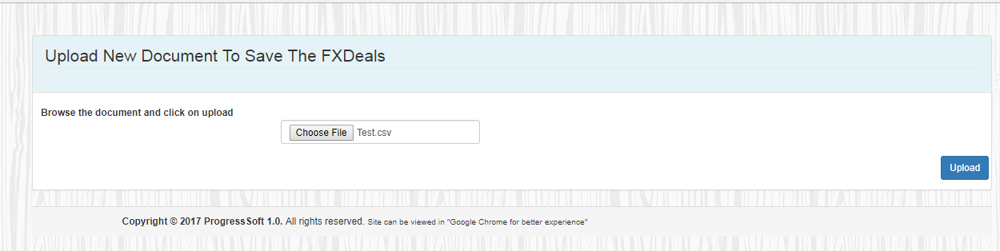 Upload New Document To Save The FXDeals
Browse the document and click on upload
Choose File Test.csv
Upload
Copyright © 2017 ProgressSoft 1.0. All rights reserved. Site can be viewed in "Google Chrome for better experience"